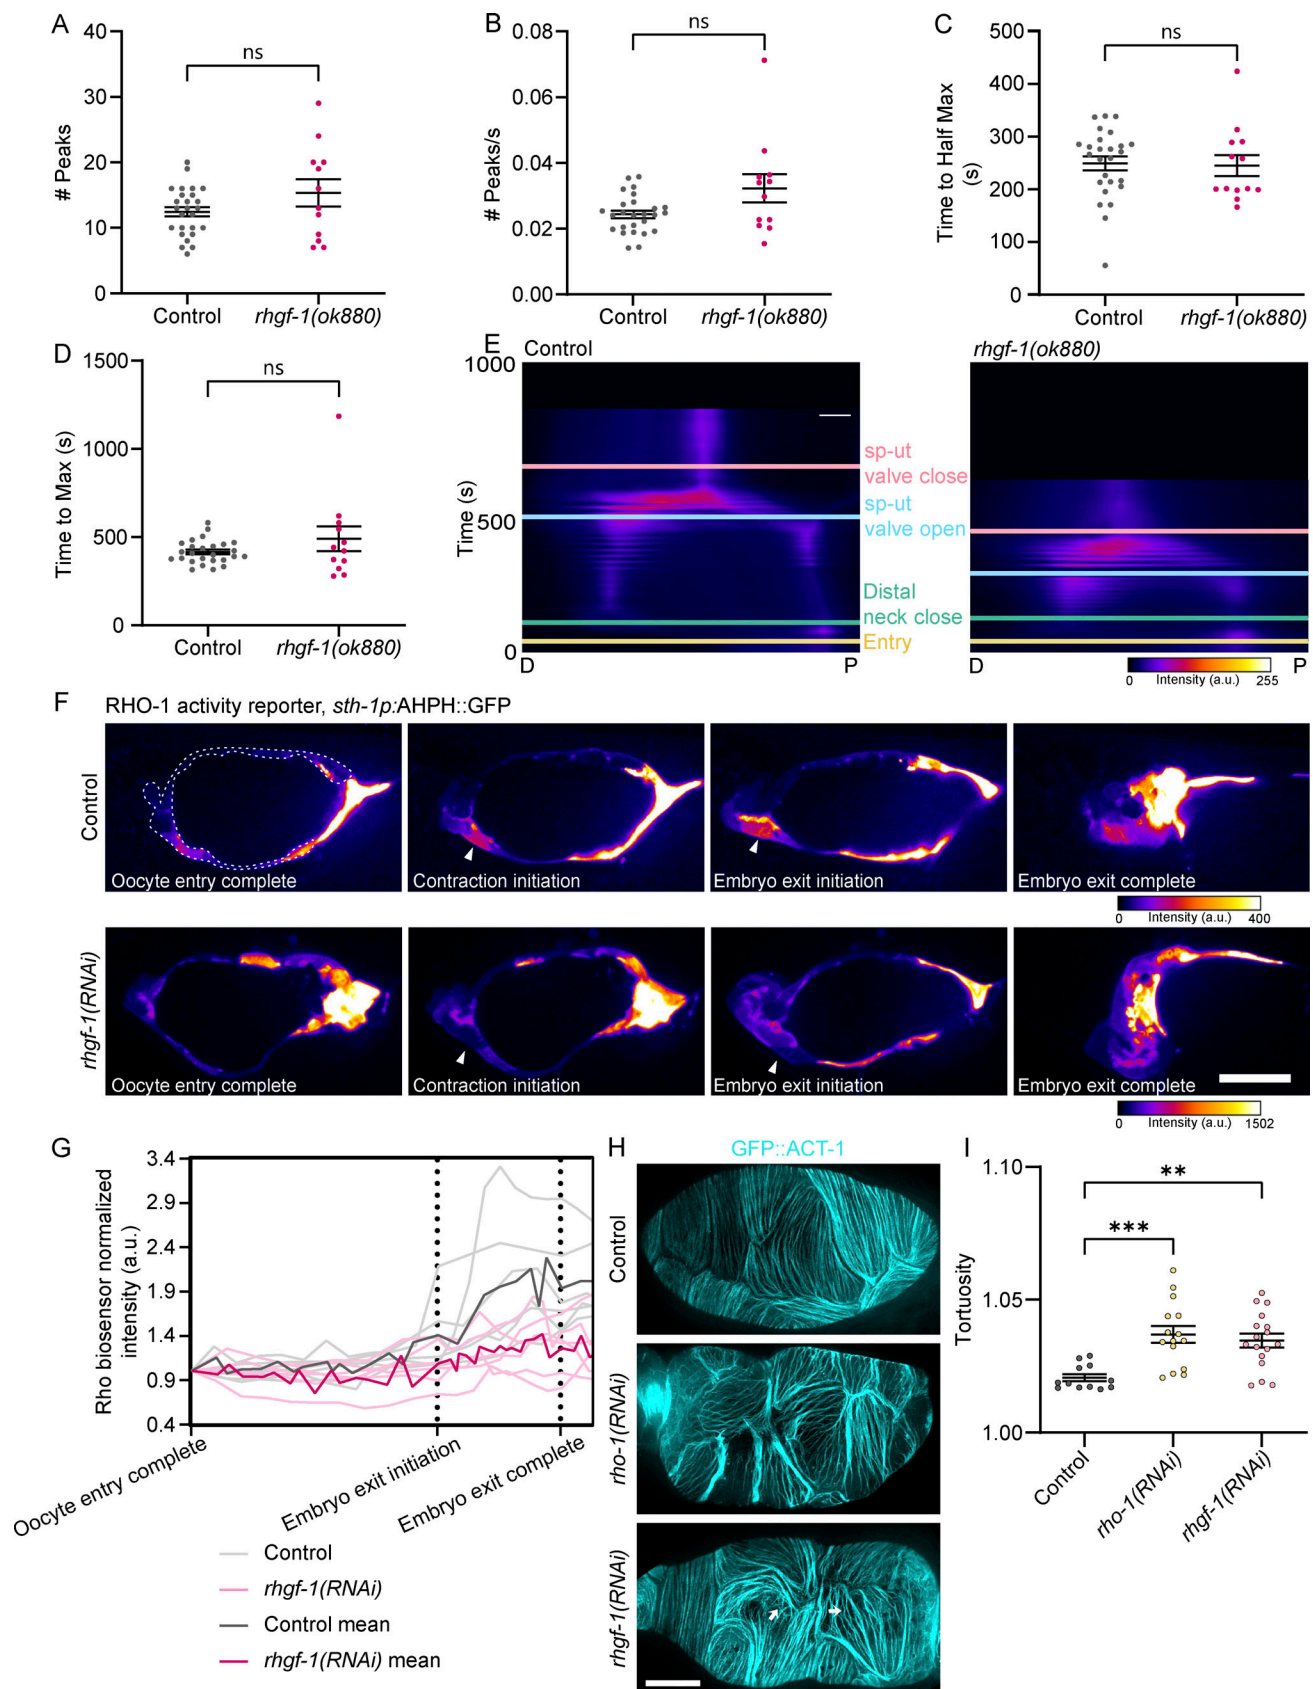 A
40
30
20
10
0
# Peaks
ns
Control
rhgf-1(ok880)
B
0.08
0.06
0.04
0.02
0.00
# Peaks/s
ns
Control
rhgf-1(ok880)
C
500
400
300
200
100
0
Time to Half Max
(s)
ns
Control
rhgf-1(ok880)
D
1500
1000
500
0
Time to Max (s)
ns
Control
rhgf-1(ok880)
E
Control
1000
500
0
Time (s)
D
P
sp-ut
valve close
sp-ut
valve open
Distal
neck close
Entry
rhgf-1(ok880)
D
P
0 Intensity (a.u.) 255
F
RHO-1 activity reporter, sth-1p:AHPH::GFP
Control
Oocyte entry complete
Contraction initiation
Embryo exit initiation
Embryo exit complete
0 Intensity (a.u.) 400
rhgf-1(RNAi)
Oocyte entry complete
Contraction initiation
Embryo exit initiation
Embryo exit complete
0 Intensity (a.u.) 1502
G
3.4
2.9
2.4
1.9
1.4
0.9
0.4
Rho biosensor normalized
intensity (a.u.)
Oocyte entry complete
Embryo exit initiation
Embryo exit complete
Control
rhgf-1(RNAi)
Control mean
rhgf-1(RNAi) mean
H
GFP::ACT-1
Control
rho-1(RNAi)
rhgf-1(RNAi)
I
1.10
1.05
1.00
Tortuosity
**
***
Control
rho-1(RNAi)
rhgf-1(RNAi)